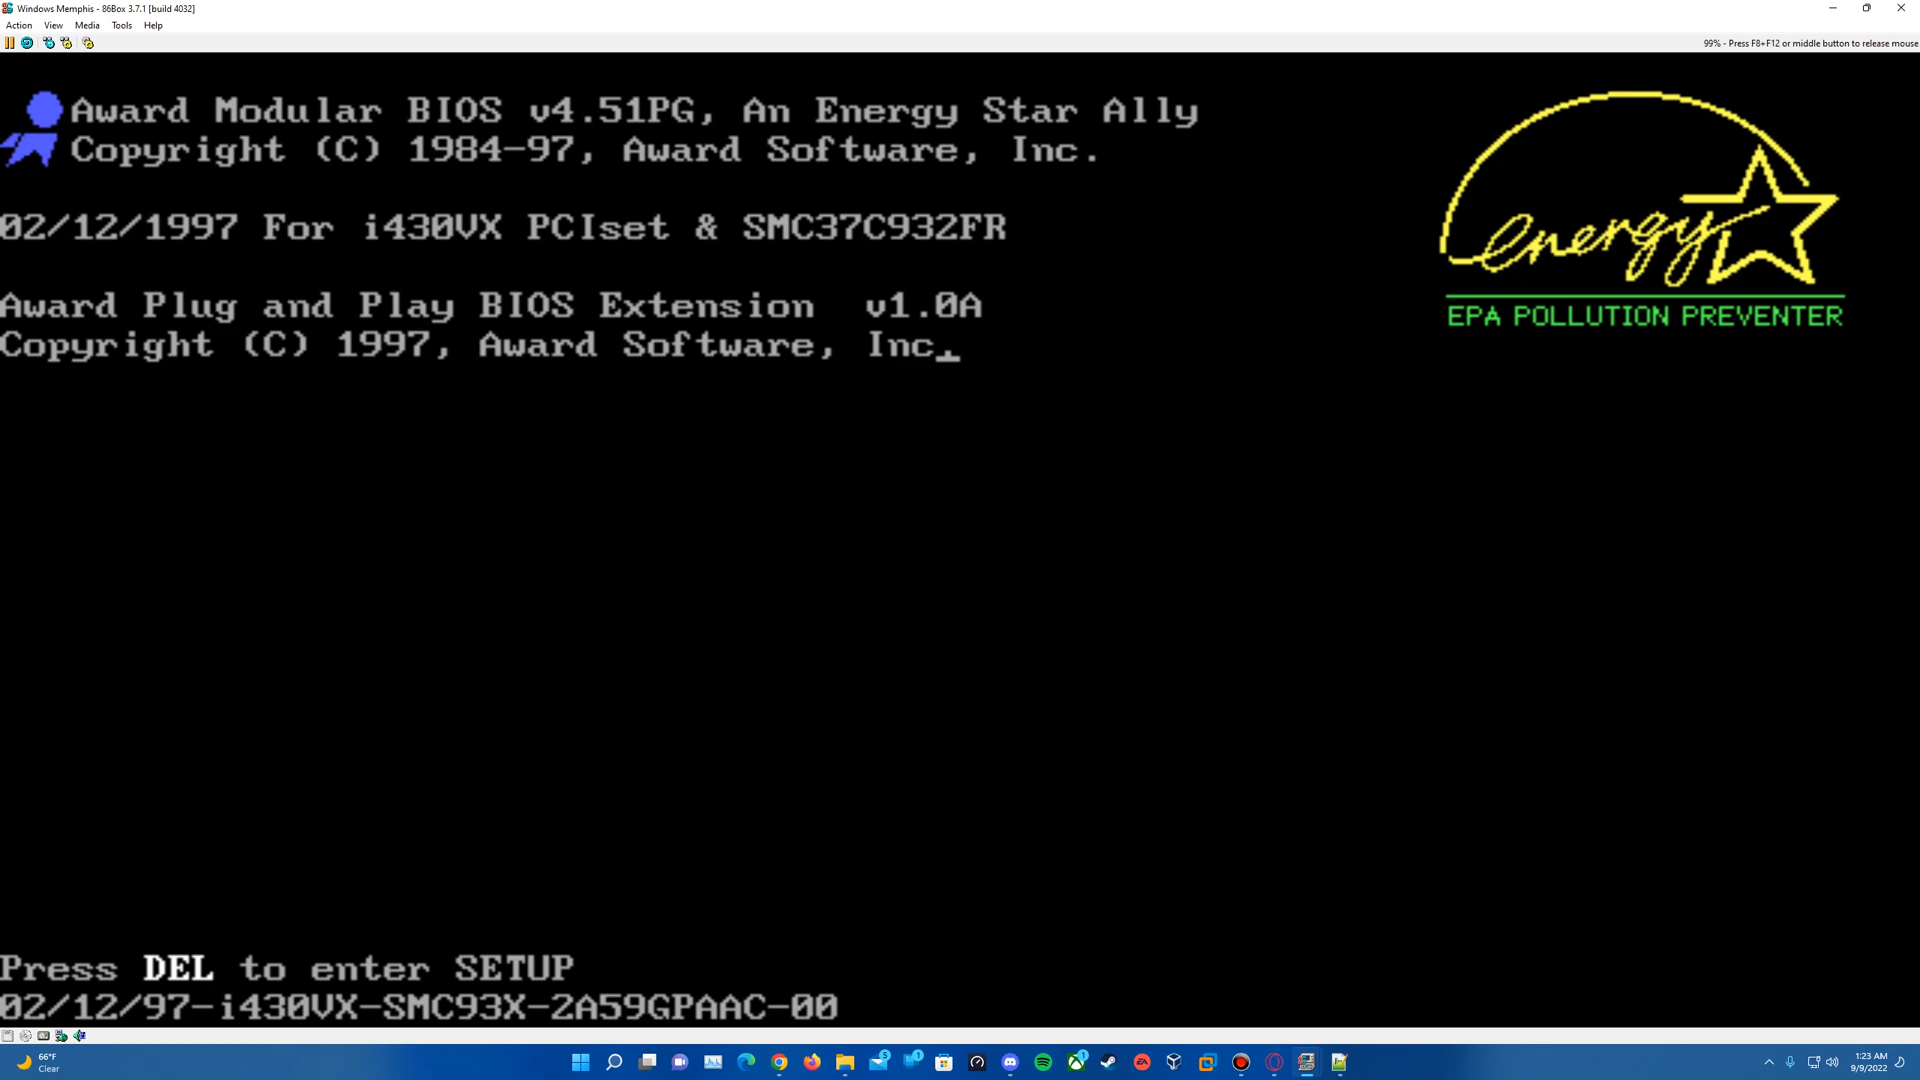 Windows Memphis - 86Box 3.7.1 [build 4032]
Action View Media Tools Help
99% - Press F8+F12 or middle button to release mouse
Award Modular BIOS v4.51PG, An Energy Star Ally
Copyright (C) 1984-97, Award Software, Inc.
energy
EPA POLLUTION PREVENTER
02/12/1997 For i430VX PCIset & SMC37C932FR
Award Plug and Play BIOS Extension v1.0A
Copyright (C) 1997, Award Software, Inc.
Press DEL to enter SETUP
02/12/97-i430VX-SMC93X-2A59GPAAC-00
66°F
Clear
5
1
1
EA
1:23 AM
9/9/2022